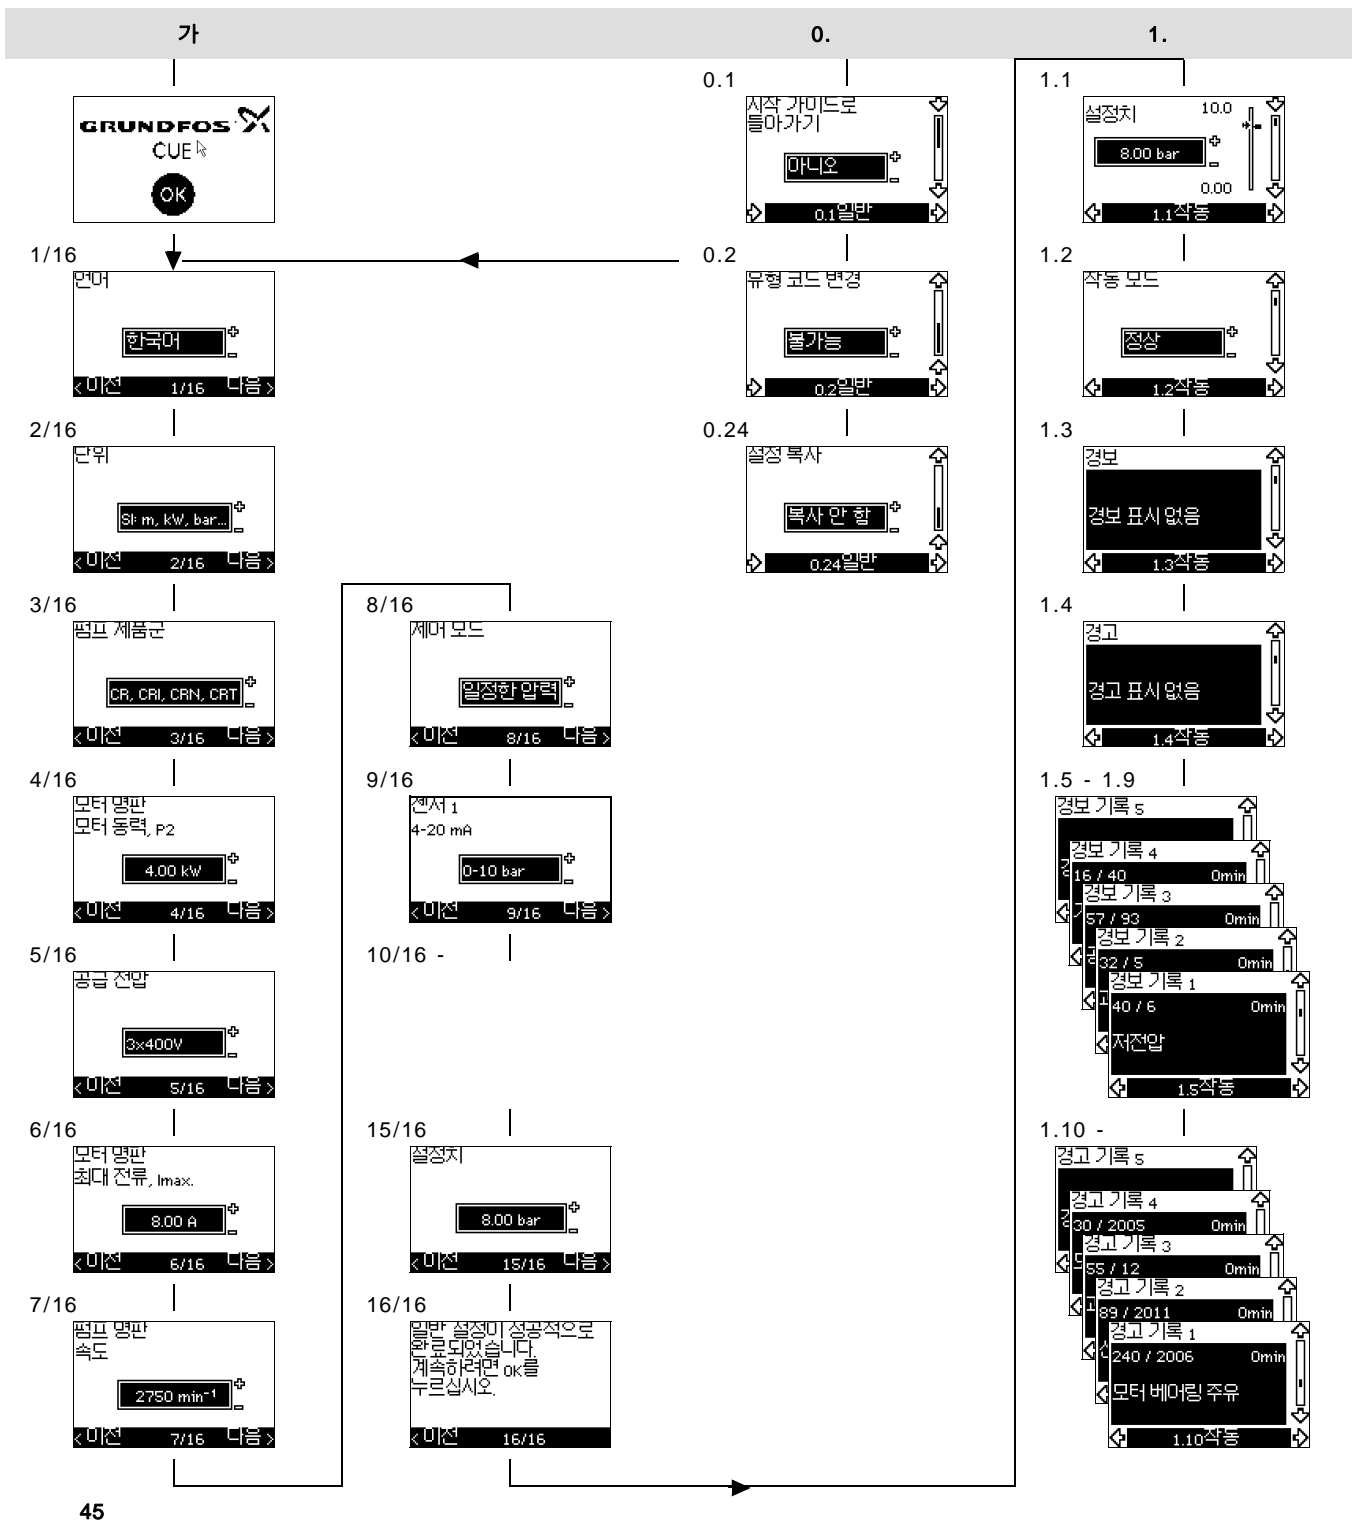 가
0.
1.
GRUNDFOS
CUE
OK
1/16
언어
한국어
<이전 1/16 다음>
2/16
단위
SI: m, kW, bar...
<이전 2/16 다음>
3/16
펌프 제품군
CR, CRI, CRN, CRT
<이전 3/16 다음>
4/16
모터 명판
모터 동력, P2
4.00 kW
<이전 4/16 다음>
5/16
공급 전압
3x400V
<이전 5/16 다음>
6/16
모터 명판
최대 전류, Imax.
8.00 A
<이전 6/16 다음>
7/16
펌프 명판
속도
2750 min⁻¹
<이전 7/16 다음>
8/16
제어 모드
일정한 압력
<이전 8/16 다음>
9/16
센서 1
4-20 mA
0-10 bar
<이전 9/16 다음>
10/16 -
15/16
설정치
8.00 bar
<이전 15/16 다음>
16/16
일반 설정이 성공적으로
완료되었습니다.
계속하려면 OK를
누르십시오.
<이전 16/16
0.1
시작 가이드로
돌아가기
아니오
0.1일반
0.2
유형 코드 변경
불가능
0.2일반
0.24
설정 복사
복사 안 함
0.24일반
1.1
설정치
10.0
8.00 bar
0.00
1.1작동
1.2
작동 모드
정상
1.2작동
1.3
경보
경보 표시 없음
1.3작동
1.4
경고
경고 표시 없음
1.4작동
1.5 - 1.9
경보 기록 5
경보 기록 4
16 / 40 0min
경보 기록 3
57 / 93 0min
경보 기록 2
32 / 5 0min
경보 기록 1
40 / 6 0min
저전압
1.5작동
1.10 -
경고 기록 5
경고 기록 4
30 / 2005 0min
경고 기록 3
55 / 12 0min
경고 기록 2
89 / 2011 0min
경고 기록 1
240 / 2006 0min
모터 베어링 주유
1.10작동
45